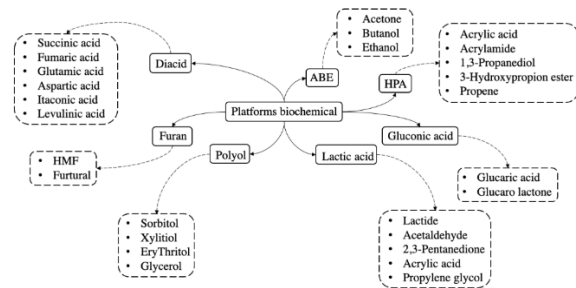 Succinic acid
Fumaric acid
Glutamic acid
Aspartic acid
Itaconic acid
Levulinic acid
Diacid
Acetone
Butanol
Ethanol
ABE
Acrylic acid
Acrylamide
1,3-Propanediol
3-Hydroxypropion ester
Propene
HPA
Platforms biochemical
Furan
HMF
Furtural
Polyol
Sorbitol
Xylitiol
EryThritol
Glycerol
Lactic acid
Lactide
Acetaldehyde
2,3-Pentanedione
Acrylic acid
Propylene glycol
Gluconic acid
Glucaric acid
Glucaro lactone